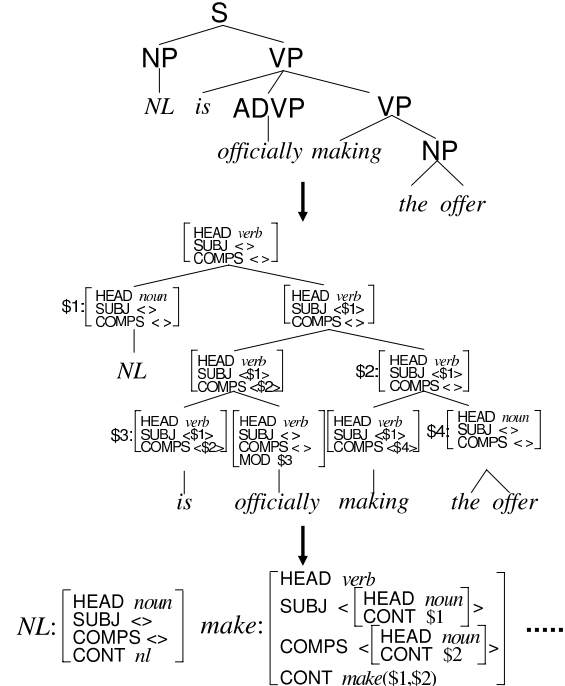 S
NP VP
NL is ADVP VP
officially making NP
the offer
HEAD verb
SUBJ < >
COMPS < >
$1: HEAD noun HEAD verb
SUBJ < > SUBJ <$1>
COMPS < > COMPS < >
NL
HEAD verb $2: HEAD verb
SUBJ <$1> SUBJ <$1>
COMPS <$2> COMPS < >
$3: HEAD verb HEAD verb HEAD verb $4: HEAD noun
SUBJ <$1> SUBJ < > SUBJ <$1> SUBJ < >
COMPS <$2> COMPS < > COMPS <$4> COMPS < >
MOD $3
is officially making the offer
NL: HEAD noun
SUBJ <>
COMPS <>
CONT nl
make: HEAD verb
SUBJ < HEAD noun >
CONT $1
COMPS < HEAD noun >
CONT $2
CONT make($1,$2)
.....